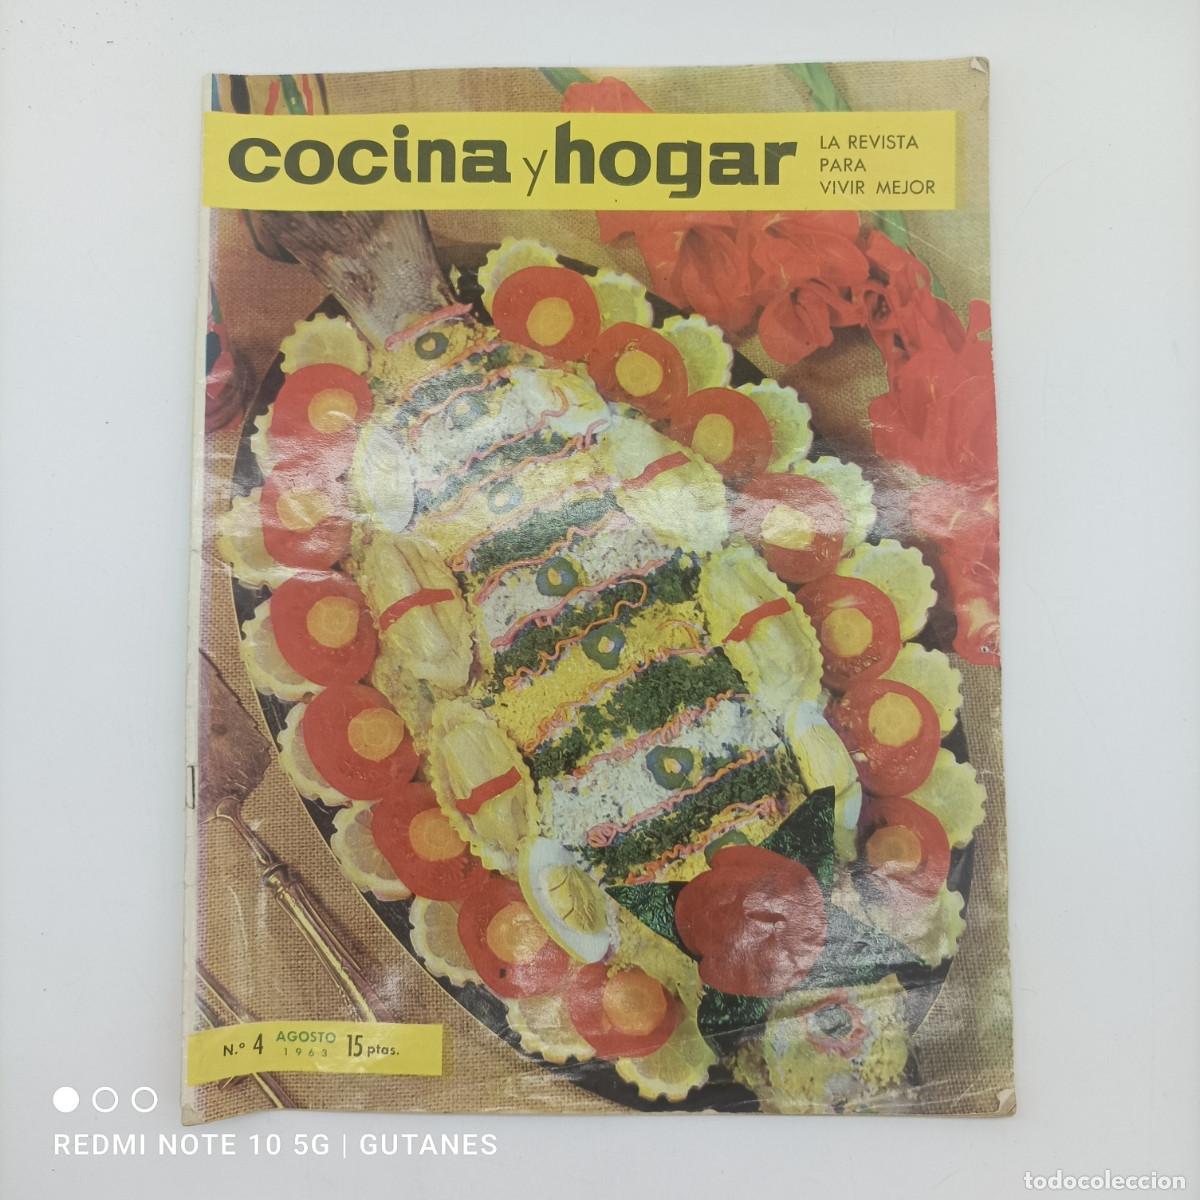 cocina y hogar
LA REVISTA
PARA
VIVIR MEJOR
N.º 4 AGOSTO 1963 15 ptas.
REDMI NOTE 10 5G | GUTANES
todocoleccion